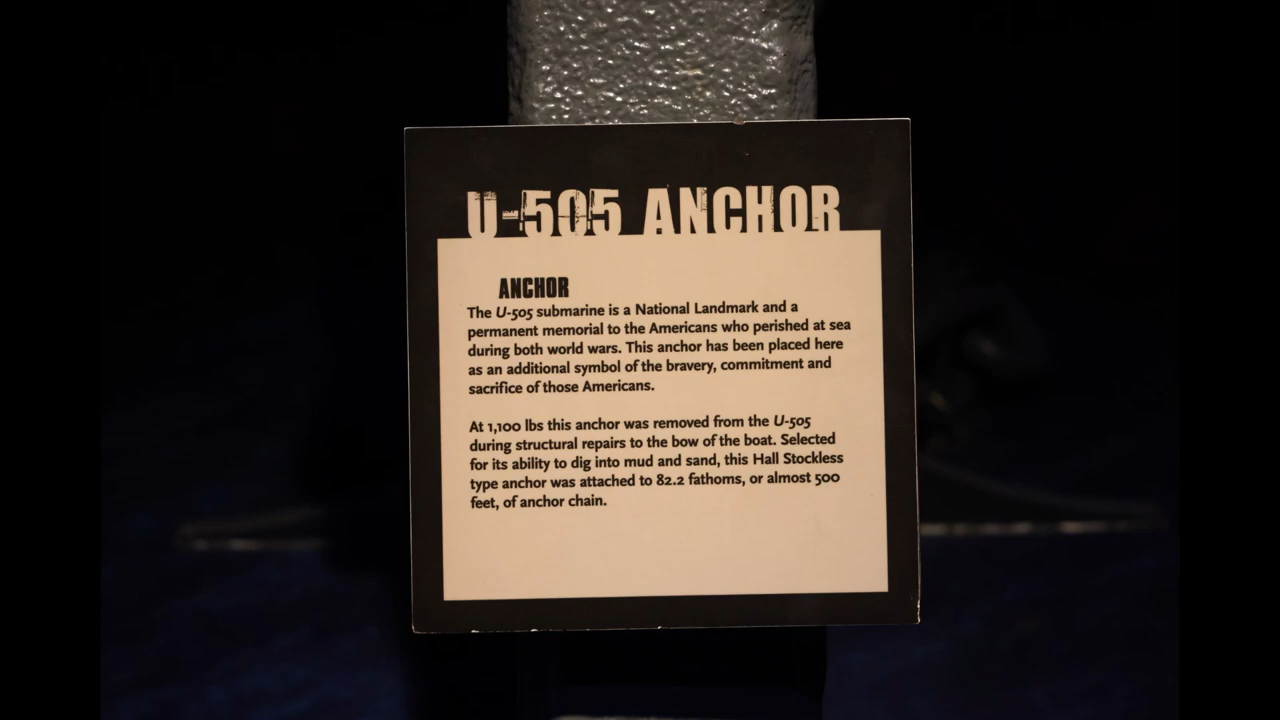 U-505 ANCHOR
ANCHOR
The U-505 submarine is a National Landmark and a
permanent memorial to the Americans who perished at sea
during both world wars. This anchor has been placed here
as an additional symbol of the bravery, commitment and
sacrifice of those Americans.
At 1,100 lbs this anchor was removed from the U-505
during structural repairs to the bow of the boat. Selected
for its ability to dig into mud and sand, this Hall Stockless
type anchor was attached to 82.2 fathoms, or almost 500
feet, of anchor chain.